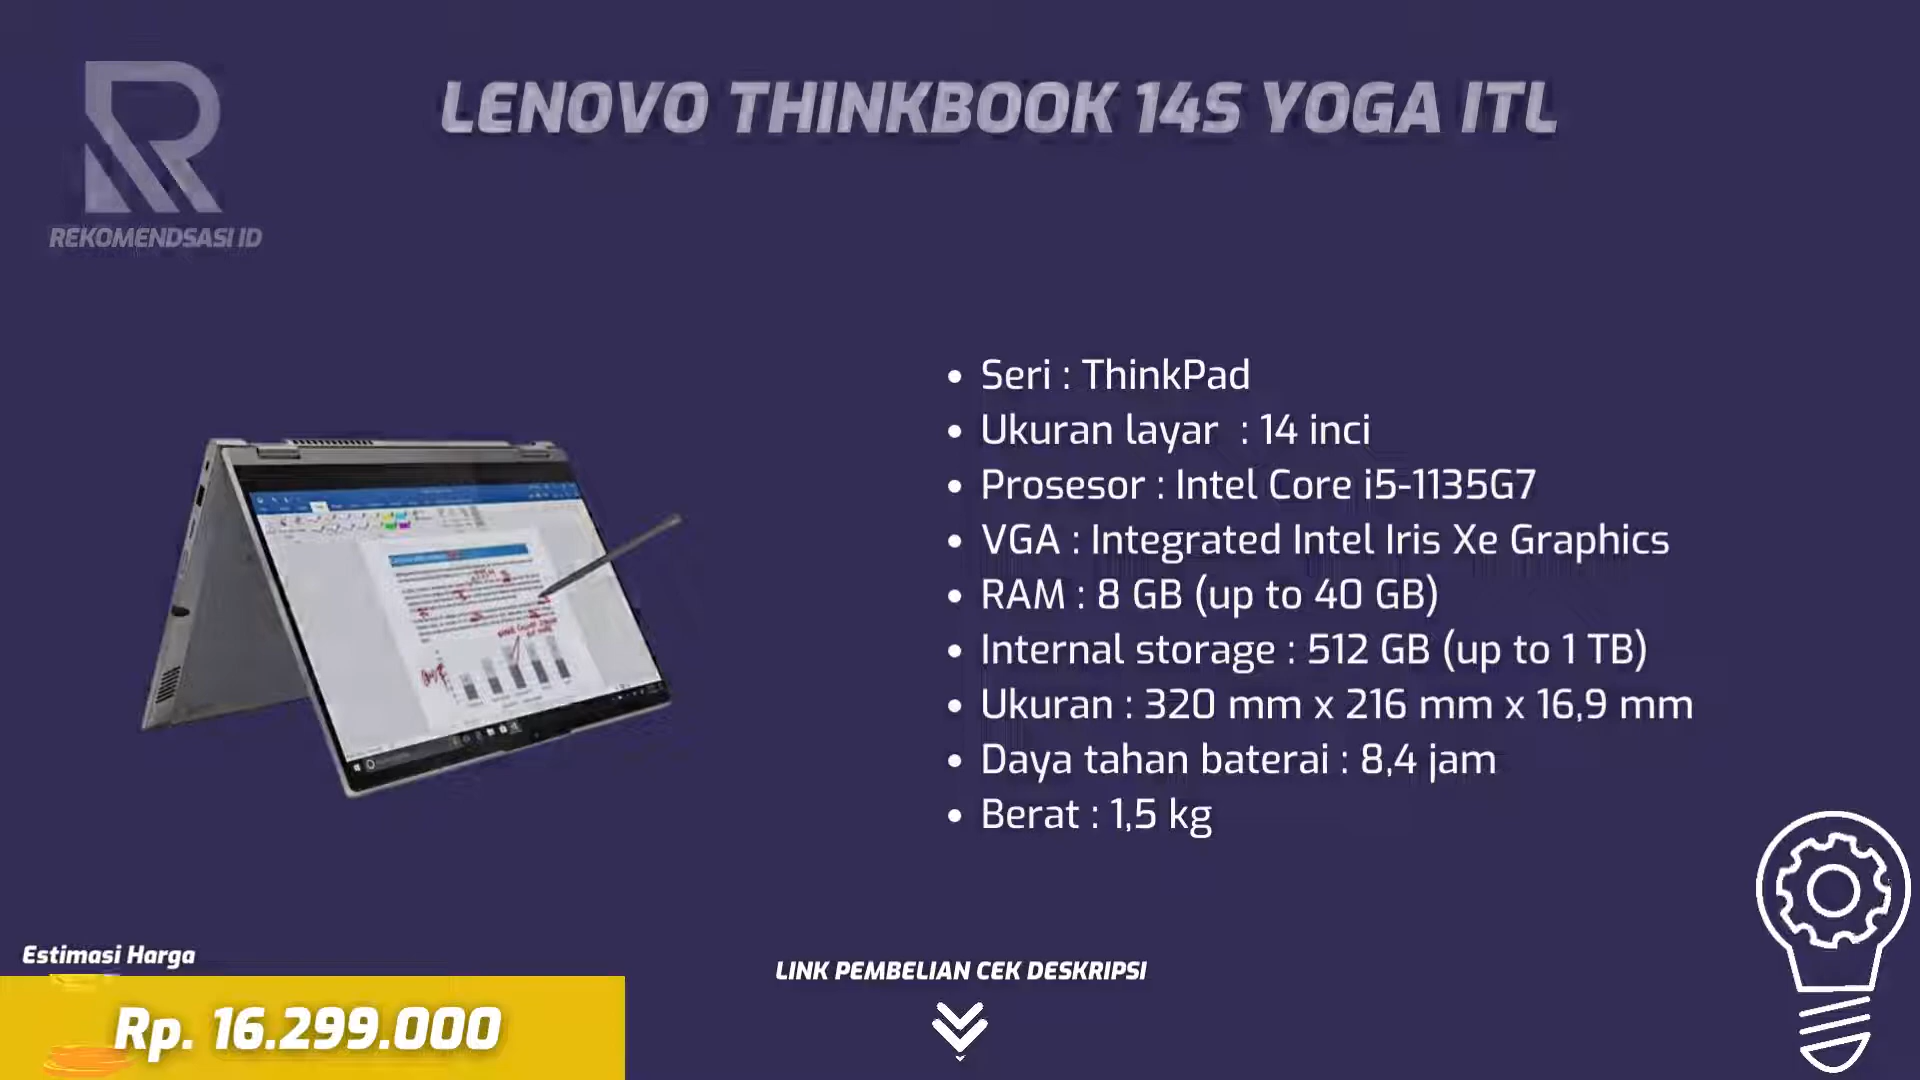 LENOVO THINKBOOK 14S YOGA ITL
REKOMENDSASI ID
Seri : ThinkPad
Ukuran layar : 14 inci
Prosesor : Intel Core i5-1135G7
VGA : Integrated Intel Iris Xe Graphics
RAM : 8 GB (up to 40 GB)
Internal storage : 512 GB (up to 1 TB)
Ukuran : 320 mm x 216 mm x 16,9 mm
Daya tahan baterai : 8,4 jam
Berat : 1,5 kg
Estimasi Harga
Rp. 16.299.000
LINK PEMBELIAN CEK DESKRIPSI